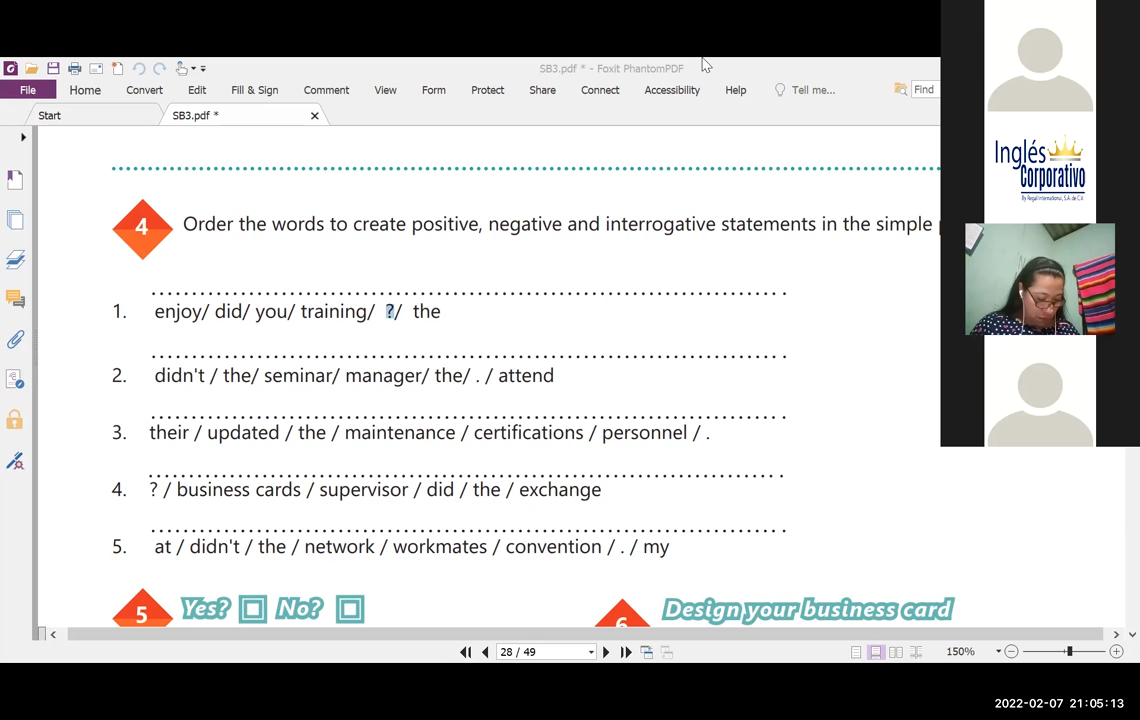 SB3.pdf * - Foxit PhantomPDF
File Home Convert Edit Fill & Sign Comment View Form Protect Share Connect Accessibility Help Tell me... Find
Start SB3.pdf *
4 Order the words to create positive, negative and interrogative statements in the simple
1. enjoy/ did/ you/ training/ ?/ the
2. didn't / the/ seminar/ manager/ the/ . / attend
3. their / updated / the / maintenance / certifications / personnel / .
4. ? / business cards / supervisor / did / the / exchange
5. at / didn't / the / network / workmates / convention / . / my
5 Yes? No?
6 Design your business card
28 / 49
150%
Inglés
Corporativo
By Regal International, S.A. de C.V.
2022-02-07 21:05:13